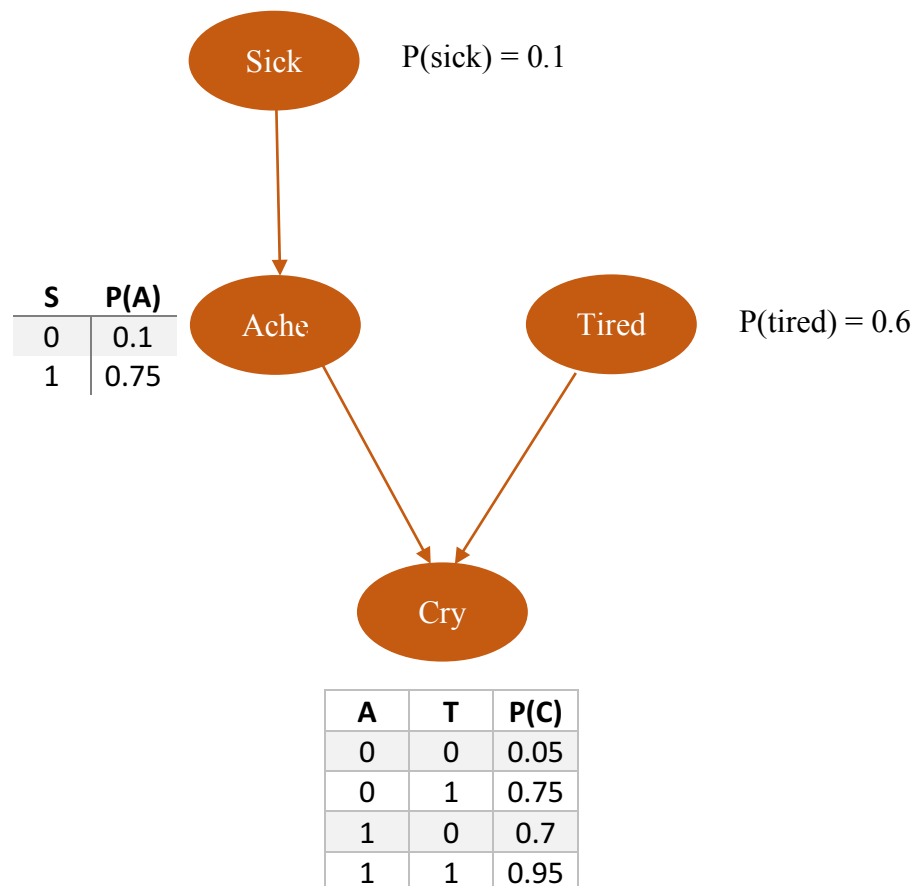 Sick P(sick) = 0.1
S P(A)
0 0.1
1 0.75
Ache
Tired P(tired) = 0.6
Cry
A T P(C)
0 0 0.05
0 1 0.75
1 0 0.7
1 1 0.95